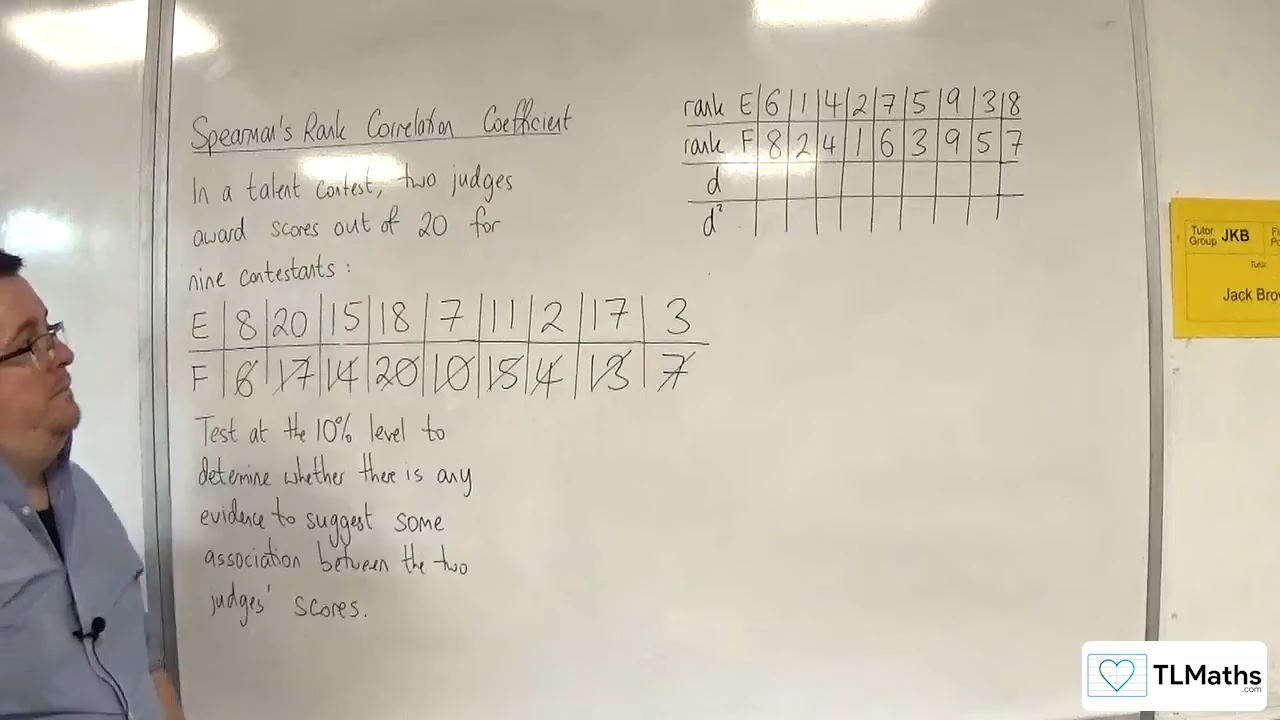 Spearman's Rank Correlation Coefficient
In a talent contest, two judges
award scores out of 20 for
nine contestants :
E 8 20 15 18 7 11 2 17 3
F 6 17 14 20 10 15 4 13 7
Test at the 10% level to
determine whether there is any
evidence to suggest some
association between the two
judges' scores.
rank E 6 1 4 2 7 5 9 3 8
rank F 8 2 4 1 6 3 9 5 7
d
d²
Tutor
Group JKB
Tutor
Jack Bro
TLMaths
.com